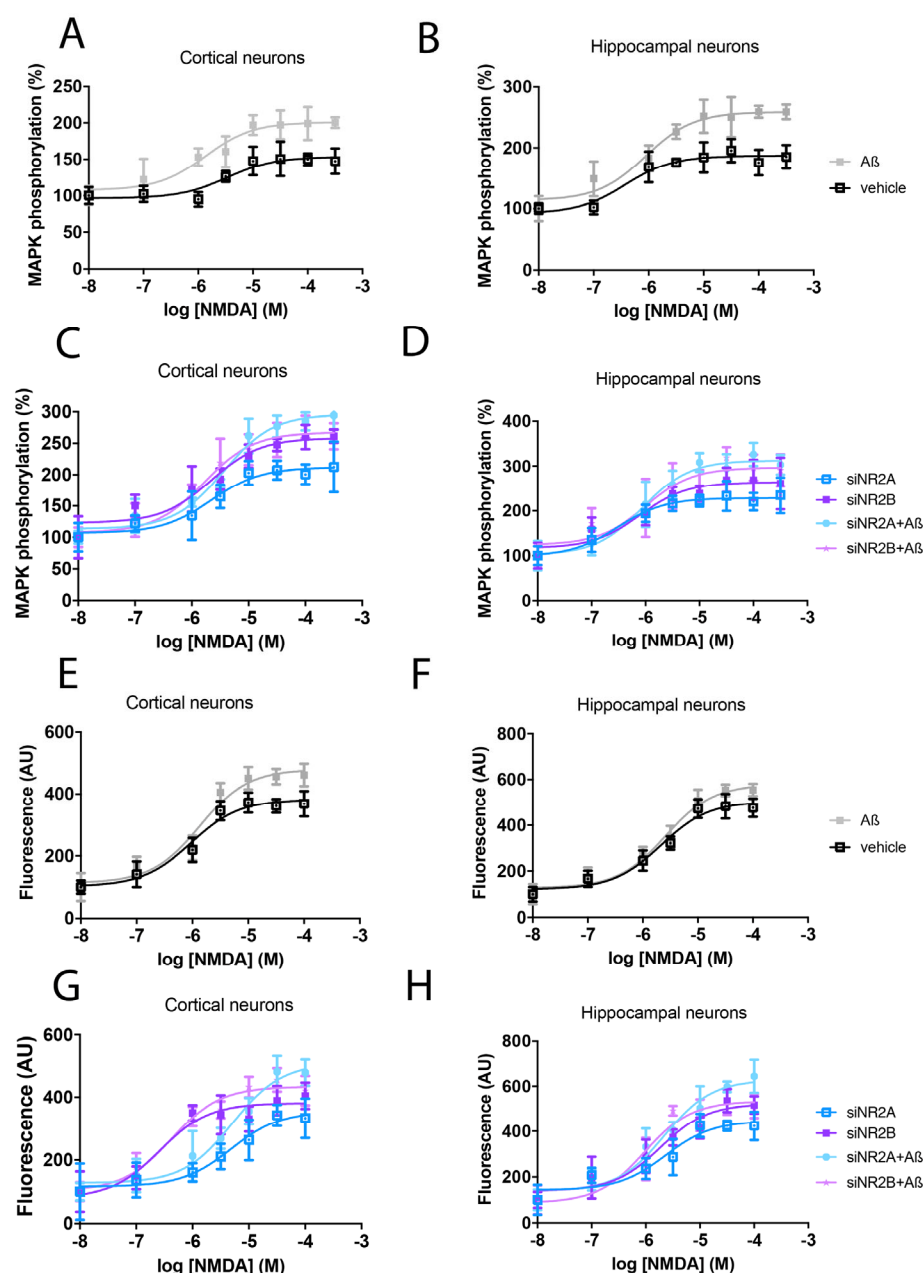 A
Cortical neurons
MAPK phosphorylation (%)
250
200
150
100
50
0
-8 -7 -6 -5 -4 -3
log [NMDA] (M)
B
Hippocampal neurons
MAPK phosphorylation (%)
300
200
100
0
-8 -7 -6 -5 -4 -3
log [NMDA] (M)
Aß
vehicle
C
Cortical neurons
MAPK phosphorylation (%)
300
250
200
150
100
50
0
-8 -7 -6 -5 -4 -3
log [NMDA] (M)
D
Hippocampal neurons
MAPK phosphorylation (%)
400
300
200
100
0
-8 -7 -6 -5 -4 -3
log [NMDA] (M)
siNR2A
siNR2B
siNR2A+Aß
siNR2B+Aß
E
Cortical neurons
Fluorescence (AU)
600
400
200
0
-8 -7 -6 -5 -4 -3
log [NMDA] (M)
F
Hippocampal neurons
Fluorescence (AU)
800
600
400
200
0
-8 -7 -6 -5 -4 -3
log [NMDA] (M)
Aß
vehicle
G
Cortical neurons
Fluorescence (AU)
600
400
200
0
-8 -7 -6 -5 -4 -3
log [NMDA] (M)
H
Hippocampal neurons
Fluorescence (AU)
800
600
400
200
0
-8 -7 -6 -5 -4 -3
log [NMDA] (M)
siNR2A
siNR2B
siNR2A+Aß
siNR2B+Aß